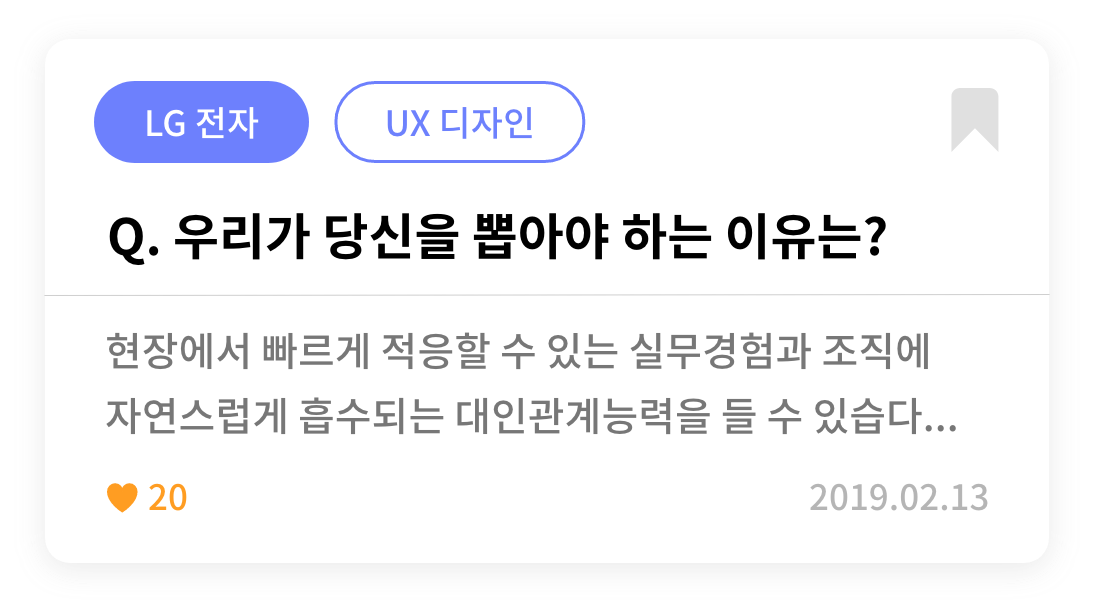 LG 전자 UX 디자인
Q. 우리가 당신을 뽑아야 하는 이유는?
현장에서 빠르게 적응할 수 있는 실무경험과 조직에
자연스럽게 흡수되는 대인관계능력을 들 수 있습다...
20 2019.02.13